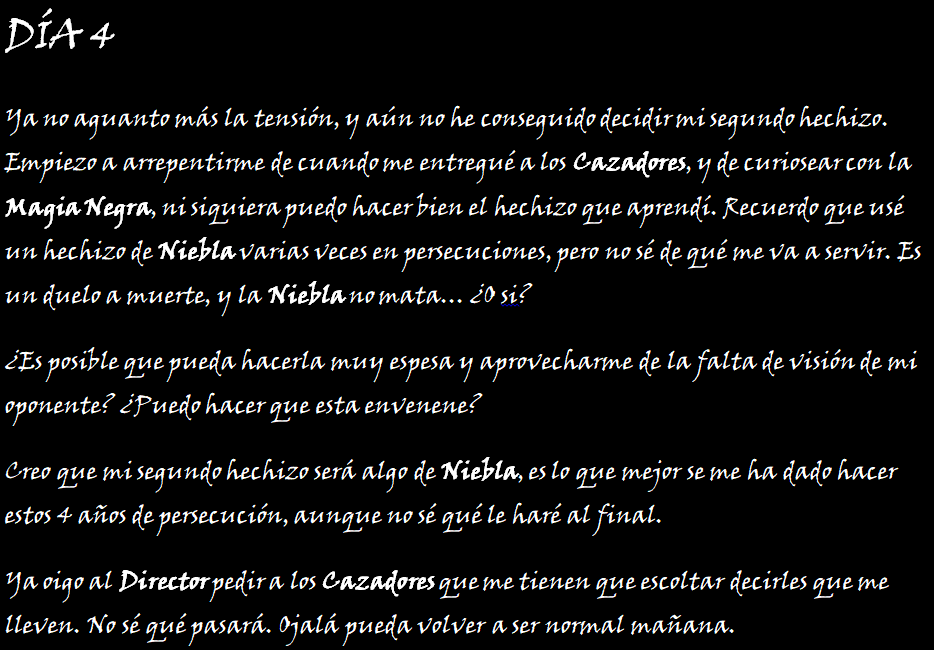 DÍA 4
Ya no aguanto más la tensión, y aún no he conseguido decidir mi segundo hechizo.
Empiezo a arrepentirme de cuando me entregué a los Cazadores, y de curiosear con la
Magia Negra, ni siquiera puedo hacer bien el hechizo que aprendí. Recuerdo que usé
un hechizo de Niebla varias veces en persecuciones, pero no sé de qué me va a servir. Es
un duelo a muerte, y la Niebla no mata... ¿O si?
¿Es posible que pueda hacerla muy espesa y aprovecharme de la falta de visión de mi
oponente? ¿Puedo hacer que esta envenene?
Creo que mi segundo hechizo será algo de Niebla, es lo que mejor se me ha dado hacer
estos 4 años de persecución, aunque no sé qué le haré al final.
Ya oigo al Director pedir a los Cazadores que me tienen que escoltar decirles que me
lleven. No sé qué pasará. Ojalá pueda volver a ser normal mañana.